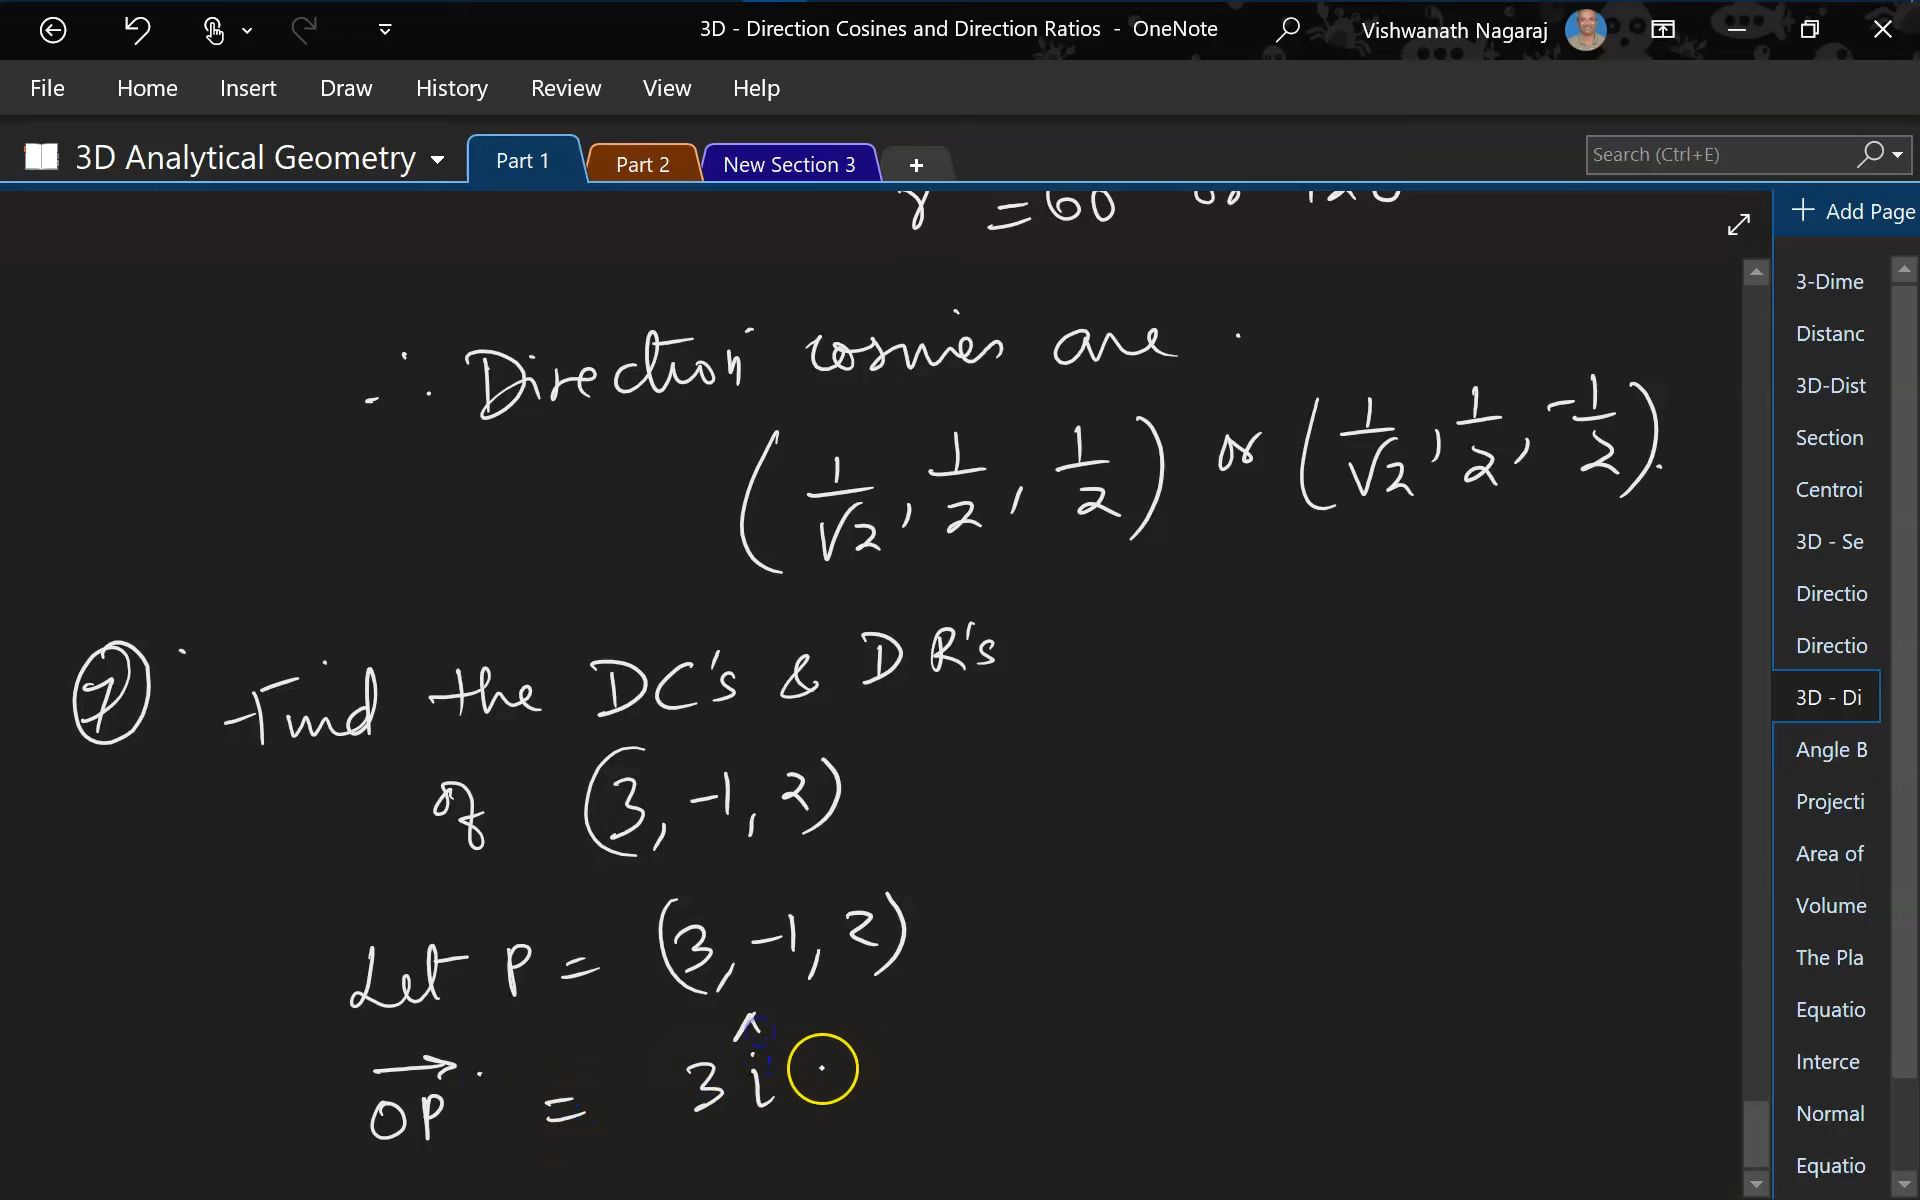 3D - Direction Cosines and Direction Ratios - OneNote
Vishwanath Nagaraj
File Home Insert Draw History Review View Help
3D Analytical Geometry Part 1 Part 2 New Section 3 +
Search (Ctrl+E)
γ = 60 or 120
∴ Direction cosines are
(1/√2, 1/2, 1/2) or (1/√2, 1/2, -1/2).
7 Find the DC's & DR's
of (3, -1, 2)
Let P = (3, -1, 2)
OP = 3i
+ Add Page
3-Dime
Distanc
3D-Dist
Section
Centroi
3D - Se
Directio
Directio
3D - Di
Angle B
Projecti
Area of
Volume
The Pla
Equatio
Interce
Normal
Equatio